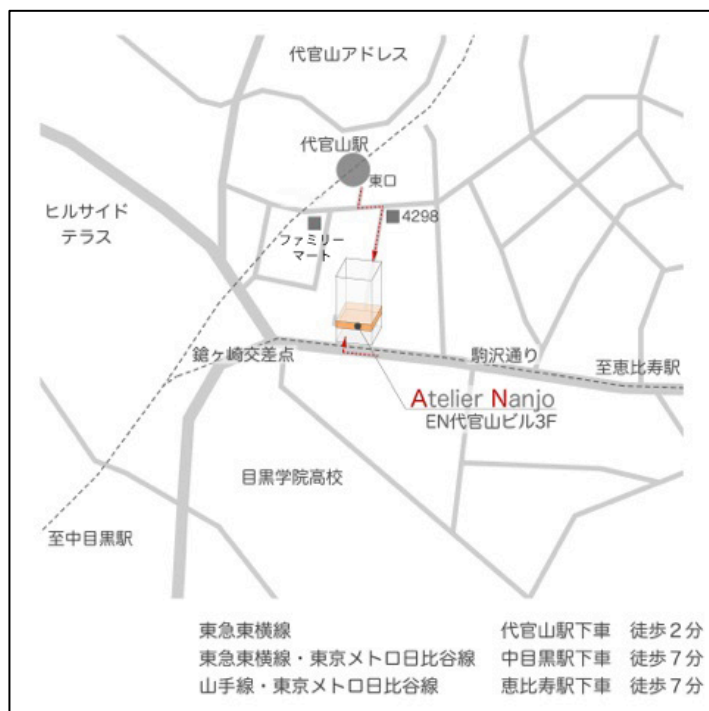 代官山アドレス
代官山駅
東口
ヒルサイド
テラス
4298
ファミリー
マート
鎗ヶ崎交差点
駒沢通り
至恵比寿駅
Atelier Nanjo
EN代官山ビル3F
目黒学院高校
至中目黒駅
東急東横線 代官山駅下車 徒歩2分
東急東横線・東京メトロ日比谷線 中目黒駅下車 徒歩7分
山手線・東京メトロ日比谷線 恵比寿駅下車 徒歩7分